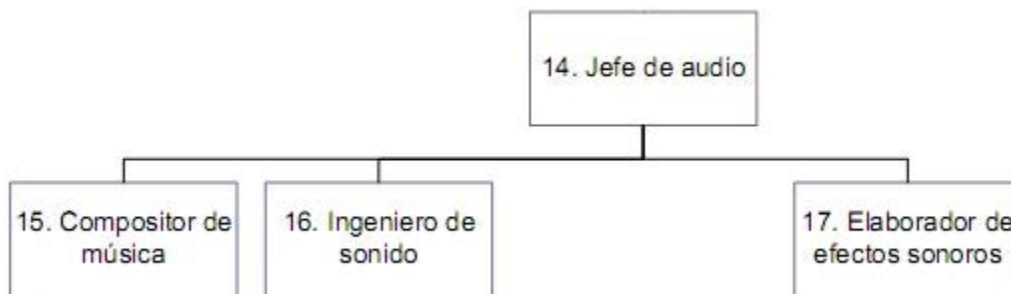 14. Jefe de audio
15. Compositor de
música
16. Ingeniero de
sonido
17. Elaborador de
efectos sonoros